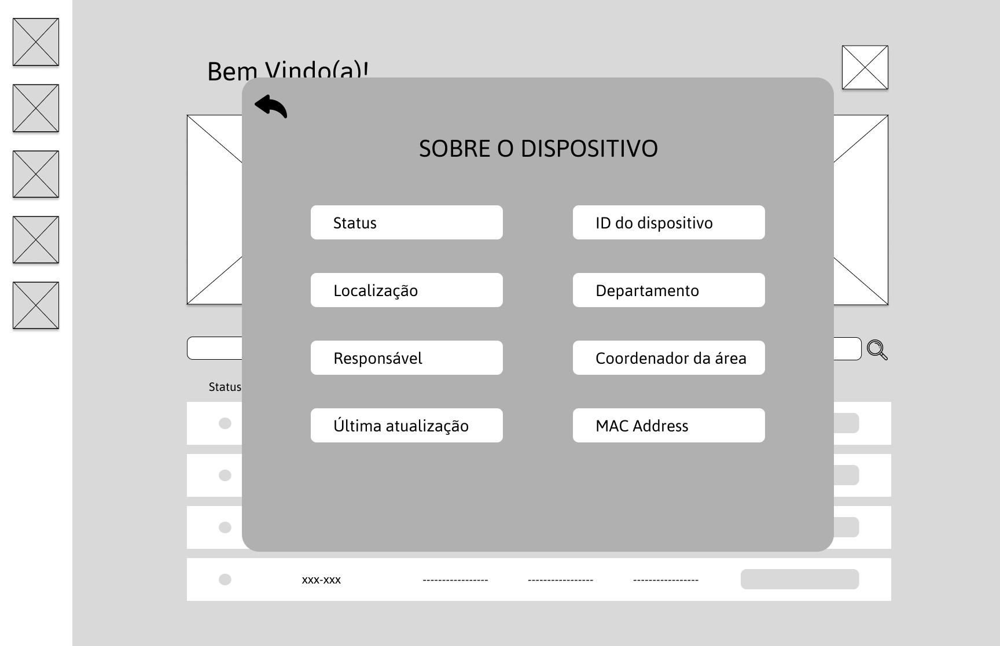 Bem Vindo(a)!
SOBRE O DISPOSITIVO
Status
ID do dispositivo
Localização
Departamento
Responsável
Coordenador da área
Última atualização
MAC Address
Status
xxx-xxx ----------------- ----------------- -----------------